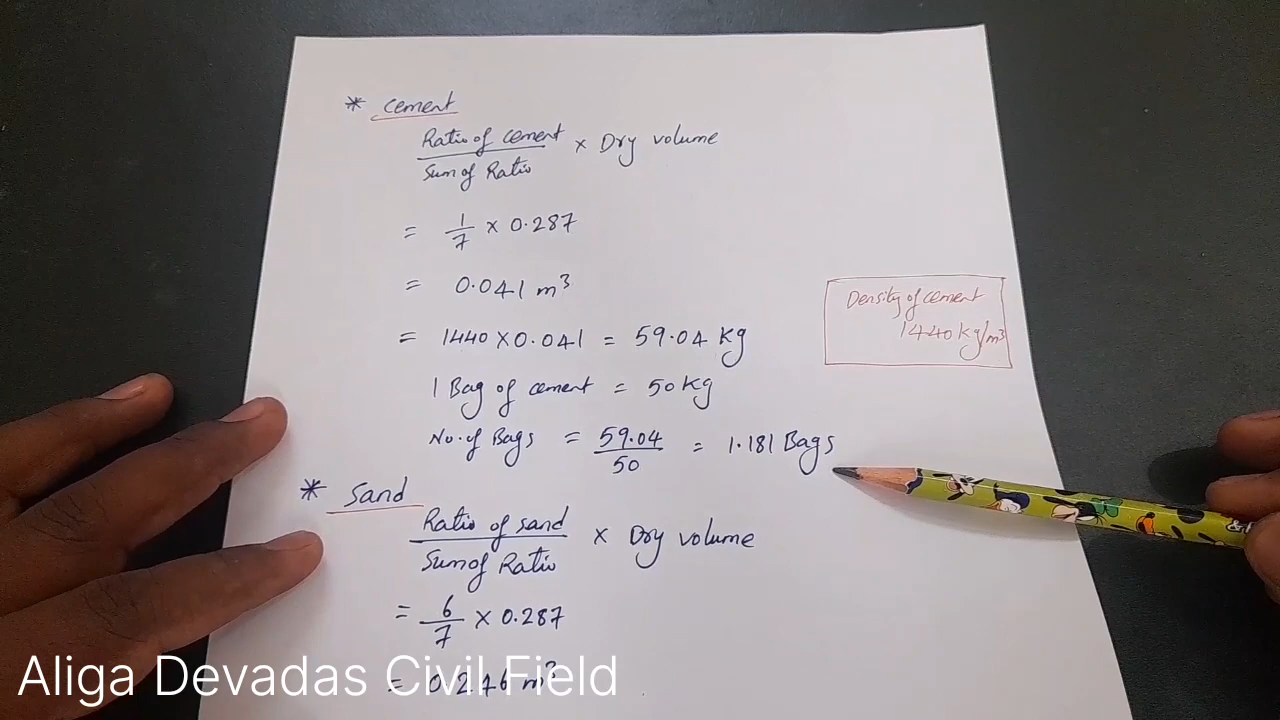 * Cement
Ratio of cement / Sum of Ratio × Dry volume
= 1/7 × 0.287
= 0.041 m³
= 1440 × 0.041 = 59.04 Kg
Density of cement
1440 Kg/m³
1 Bag of cement = 50 Kg
No. of Bags = 59.04/50 = 1.181 Bags
* Sand
Ratio of sand / Sum of Ratio × Dry volume
= 6/7 × 0.287
= 0.246 m³
Aliga Devadas Civil Field